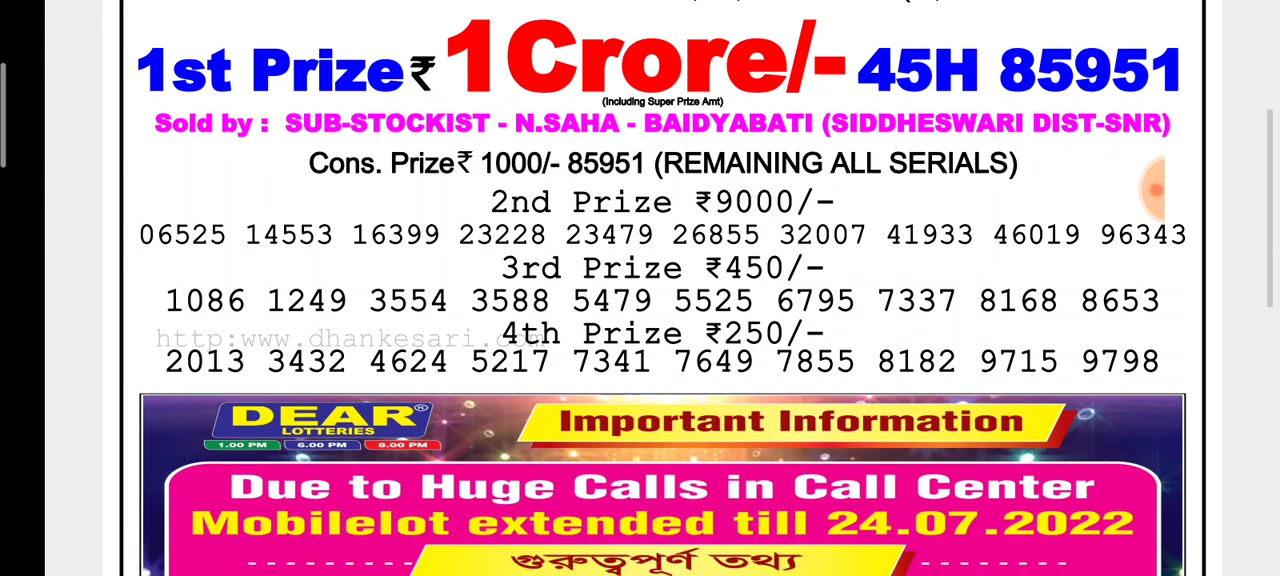 1st Prize ₹ 1Crore/- 45H 85951
(Including Super Prize Amt)
Sold by : SUB-STOCKIST - N.SAHA - BAIDYABATI (SIDDHESWARI DIST-SNR)
Cons. Prize ₹ 1000/- 85951 (REMAINING ALL SERIALS)
2nd Prize ₹9000/-
06525 14553 16399 23228 23479 26855 32007 41933 46019 96343
3rd Prize ₹450/-
1086 1249 3554 3588 5479 5525 6795 7337 8168 8653
http:www.dhankesari.com
4th Prize ₹250/-
2013 3432 4624 5217 7341 7649 7855 8182 9715 9798
DEAR®
LOTTERIES
1.00 PM 6.00 PM 8.00 PM
Important Information
Due to Huge Calls in Call Center
Mobilelot extended till 24.07.2022
গুরুত্বপূর্ণ তথ্য